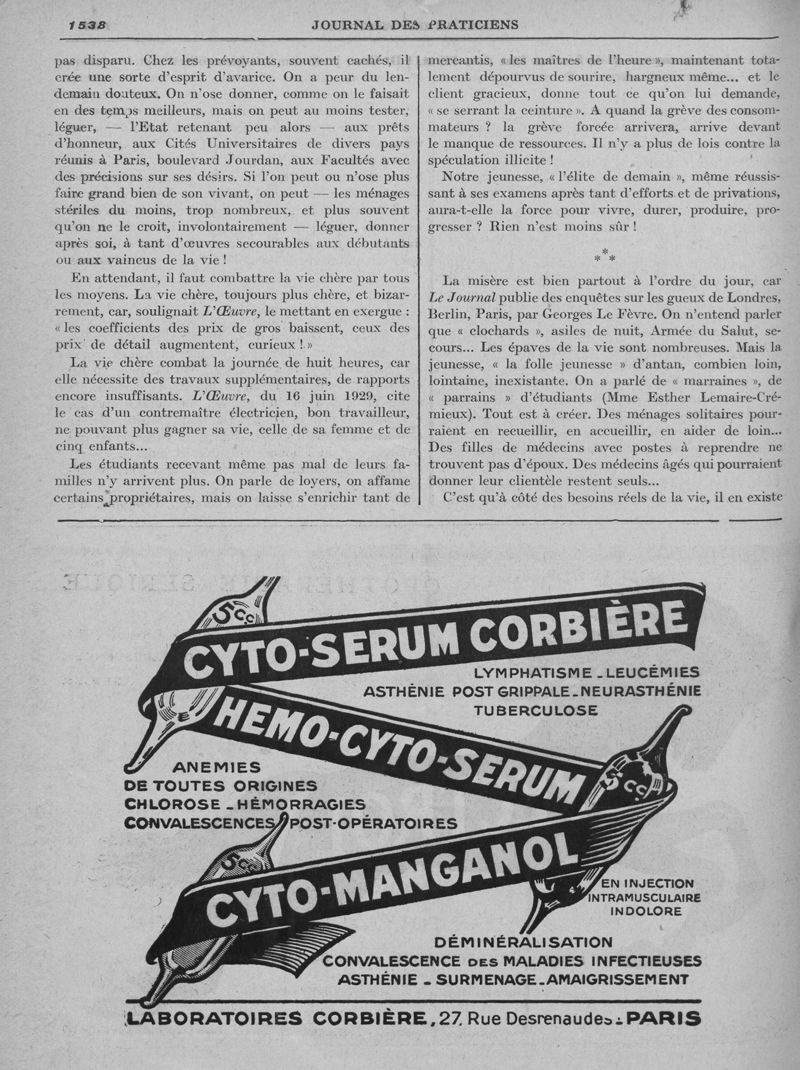 1538
JOURNAL DES PRATICIENS
pas disparu. Chez les prévoyants, souvent cachés, il
crée une sorte d'esprit d'avarice. On a peur du len-
demain douteux. On n'ose donner, comme on le faisait
en des temps meilleurs, mais on peut au moins tester,
léguer, — l'Etat retenant peu alors — aux prêts
d'honneur, aux Cités Universitaires de divers pays
réunis à Paris, boulevard Jourdan, aux Facultés avec
des précisions sur ses désirs. Si l'on peut ou n'ose plus
faire grand bien de son vivant, on peut — les ménages
stériles du moins, trop nombreux, et plus souvent
qu'on ne le croit, involontairement — léguer, donner
après soi, à tant d'œuvres secourables aux débutants
ou aux vaincus de la vie !
En attendant, il faut combattre la vie chère par tous
les moyens. La vie chère, toujours plus chère, et bizar-
rement, car, soulignait L'Œuvre, le mettant en exergue :
« les coefficients des prix de gros baissent, ceux des
prix de détail augmentent, curieux ! »
La vie chère combat la journée de huit heures, car
elle nécessite des travaux supplémentaires, de rapports
encore insuffisants. L'Œuvre, du 16 juin 1929, cite
le cas d'un contremaître électricien, bon travailleur,
ne pouvant plus gagner sa vie, celle de sa femme et de
cinq enfants...
Les étudiants recevant même pas mal de leurs fa-
milles n'y arrivent plus. On parle de loyers, on affame
certains propriétaires, mais on laisse s'enrichir tant de
mercantis, « les maîtres de l'heure », maintenant tota-
lement dépourvus de sourire, hargneux même... et le
client gracieux, donne tout ce qu'on lui demande,
« se serrant la ceinture ». A quand la grève des consom-
mateurs ? la grève forcée arrivera, arrive devant
le manque de ressources. Il n'y a plus de lois contre la
spéculation illicite !
Notre jeunesse, « l'élite de demain », même réussis-
sant à ses examens après tant d'efforts et de privations,
aura-t-elle la force pour vivre, durer, produire, pro-
gresser ? Rien n'est moins sûr !
*
* *
La misère est bien partout à l'ordre du jour, car
Le Journal publie des enquêtes sur les gueux de Londres,
Berlin, Paris, par Georges Le Fèvre. On n'entend parler
que « clochards », asiles de nuit, Armée du Salut, se-
cours... Les épaves de la vie sont nombreuses. Mais la
jeunesse, « la folle jeunesse » d'antan, combien loin,
lointaine, inexistante. On a parlé de « marraines », de
« parrains » d'étudiants (Mme Esther Lemaire-Cré-
mieux). Tout est à créer. Des ménages solitaires pour-
raient en recueillir, en accueillir, en aider de loin...
Des filles de médecins avec postes à reprendre ne
trouvent pas d'époux. Des médecins âgés qui pourraient
donner leur clientèle restent seuls...
C'est qu'à côté des besoins réels de la vie, il en existe
5cc
CYTO-SERUM CORBIÈRE
LYMPHATISME - LEUCÉMIES
ASTHÉNIE POST GRIPPALE - NEURASTHÉNIE
TUBERCULOSE
HEMO-CYTO-SERUM
5cc
ANEMIES
DE TOUTES ORIGINES
CHLOROSE - HÉMORRAGIES
CONVALESCENCES POST-OPÉRATOIRES
5cc
CYTO-MANGANOL
EN INJECTION
INTRAMUSCULAIRE
INDOLORE
DÉMINÉRALISATION
CONVALESCENCE DES MALADIES INFECTIEUSES
ASTHÉNIE - SURMENAGE - AMAIGRISSEMENT
LABORATOIRES CORBIÈRE, 27, Rue Desrenaudes - PARIS